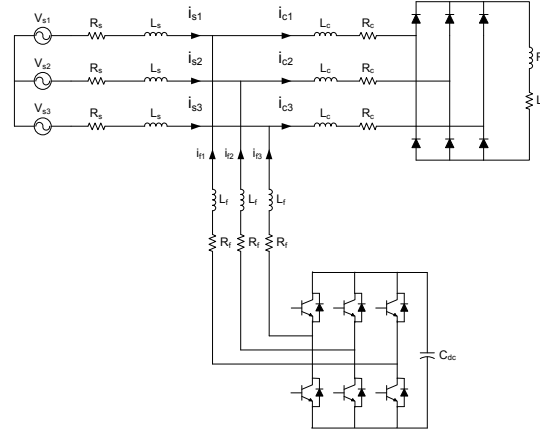 Vs1 Rs Ls is1 ic1 Lc Rc
Vs2 Rs Ls is2 ic2 Lc Rc
Vs3 Rs Ls is3 ic3 Lc Rc
R
L
if1 if2 if3
Lf Lf Lf
Rf Rf Rf
Cdc